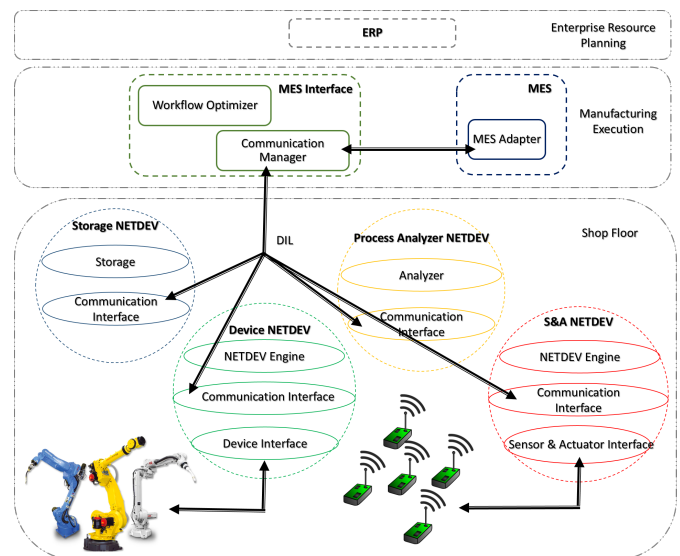 ERP
Enterprise Resource
Planning
MES Interface
MES
Workflow Optimizer
Manufacturing
Execution
Communication
Manager
MES Adapter
Storage NETDEV
DIL
Process Analyzer NETDEV
Shop Floor
Storage
Analyzer
Communication
Interface
Communication
Interface
Device NETDEV
S&A NETDEV
NETDEV Engine
NETDEV Engine
Communication Interface
Communication
Interface
Device Interface
Sensor & Actuator Interface